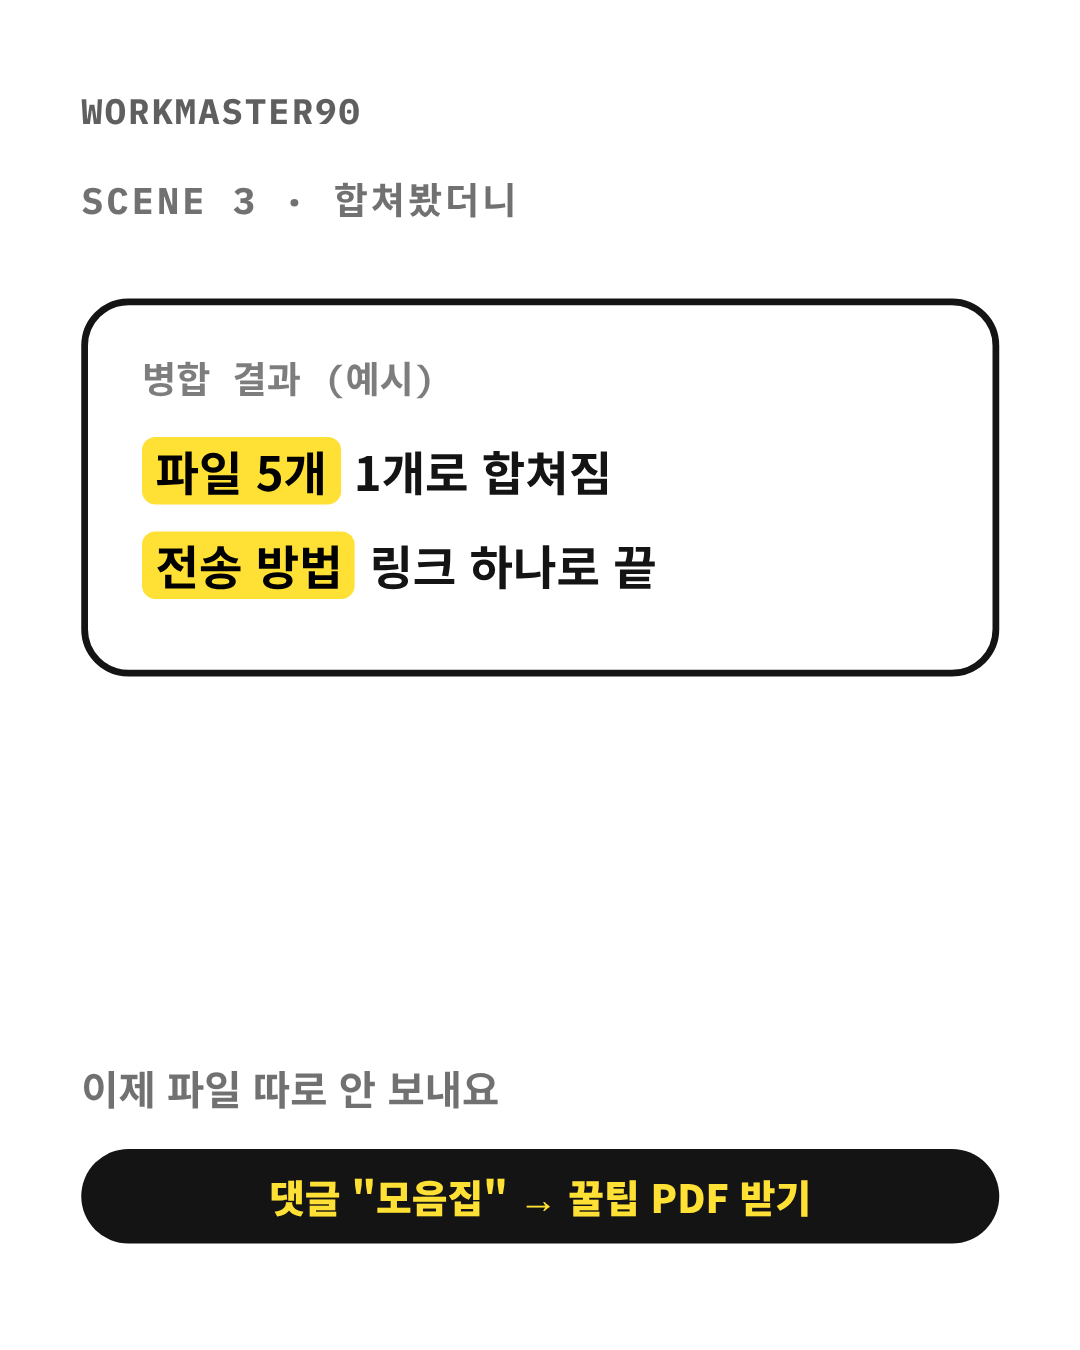 WORKMASTER90
SCENE 3 · 합쳐봤더니
병합 결과 (예시)
파일 5개 1개로 합쳐짐
전송 방법 링크 하나로 끝
이제 파일 따로 안 보내요
댓글 "모음집" → 꿀팁 PDF 받기